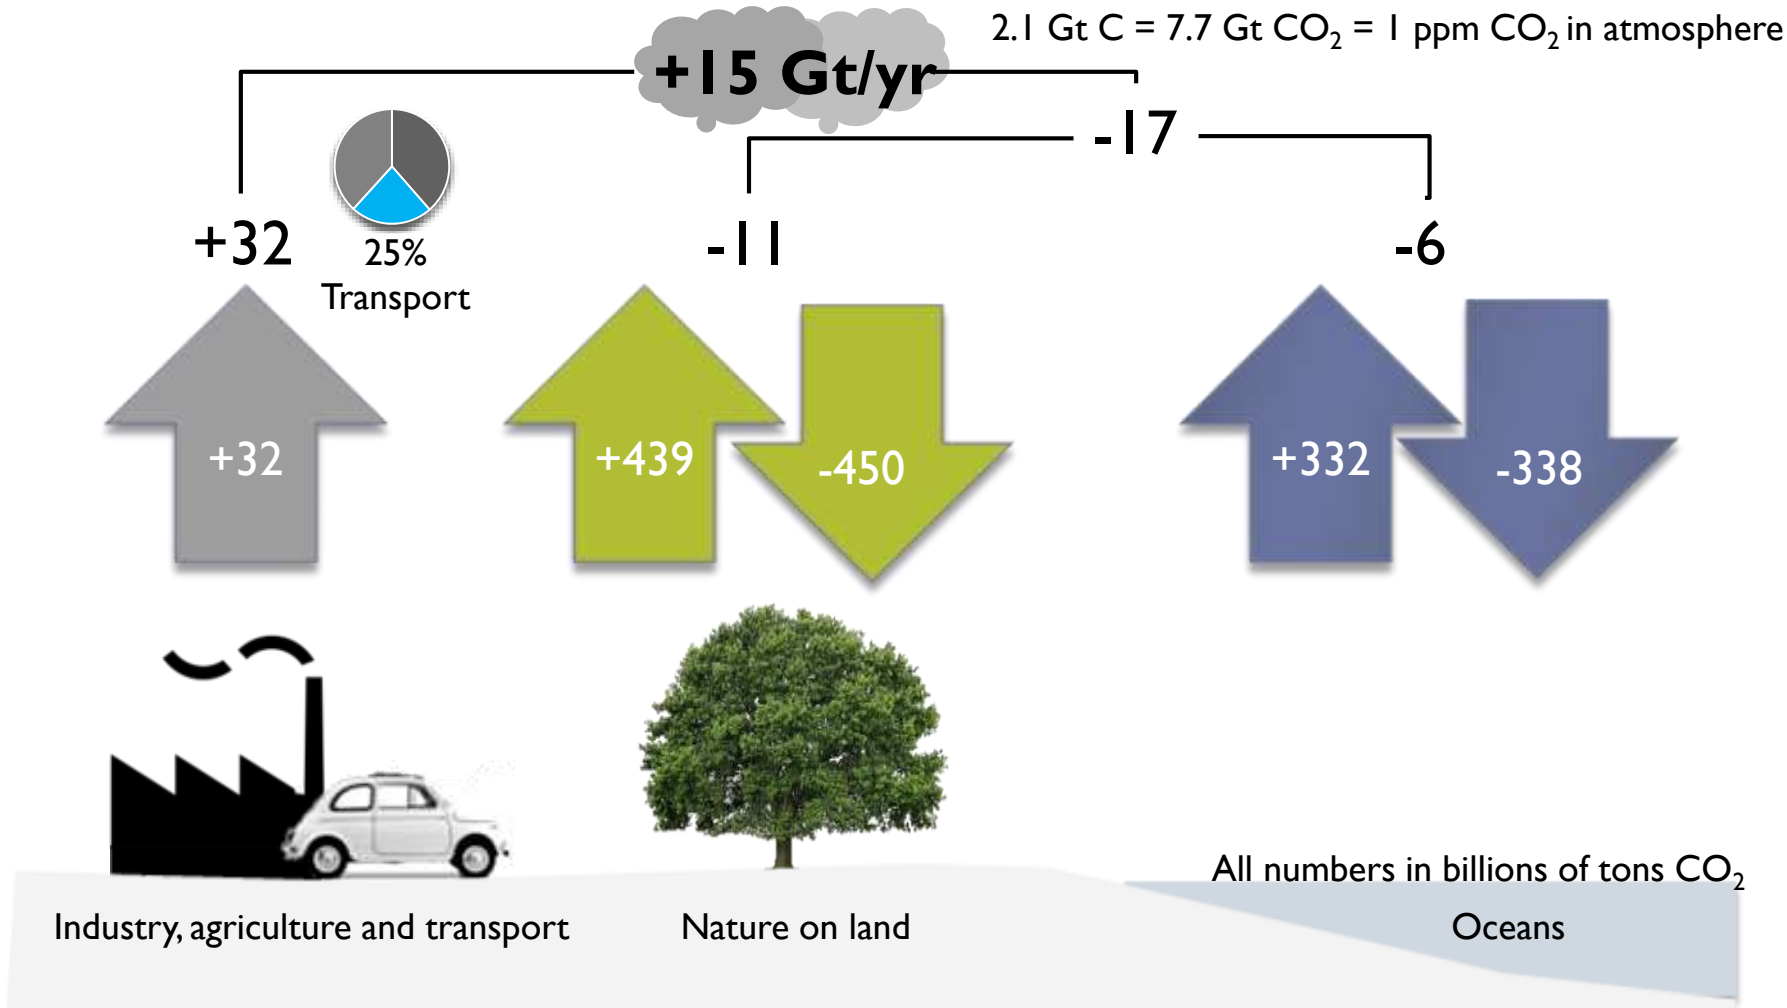 2.1 Gt C = 7.7 Gt CO₂ = 1 ppm CO₂ in atmosphere
+15 Gt/yr
-17
+32
25%
Transport
-11
-6
+32
+439
-450
+332
-338
All numbers in billions of tons CO₂
Industry, agriculture and transport
Nature on land
Oceans